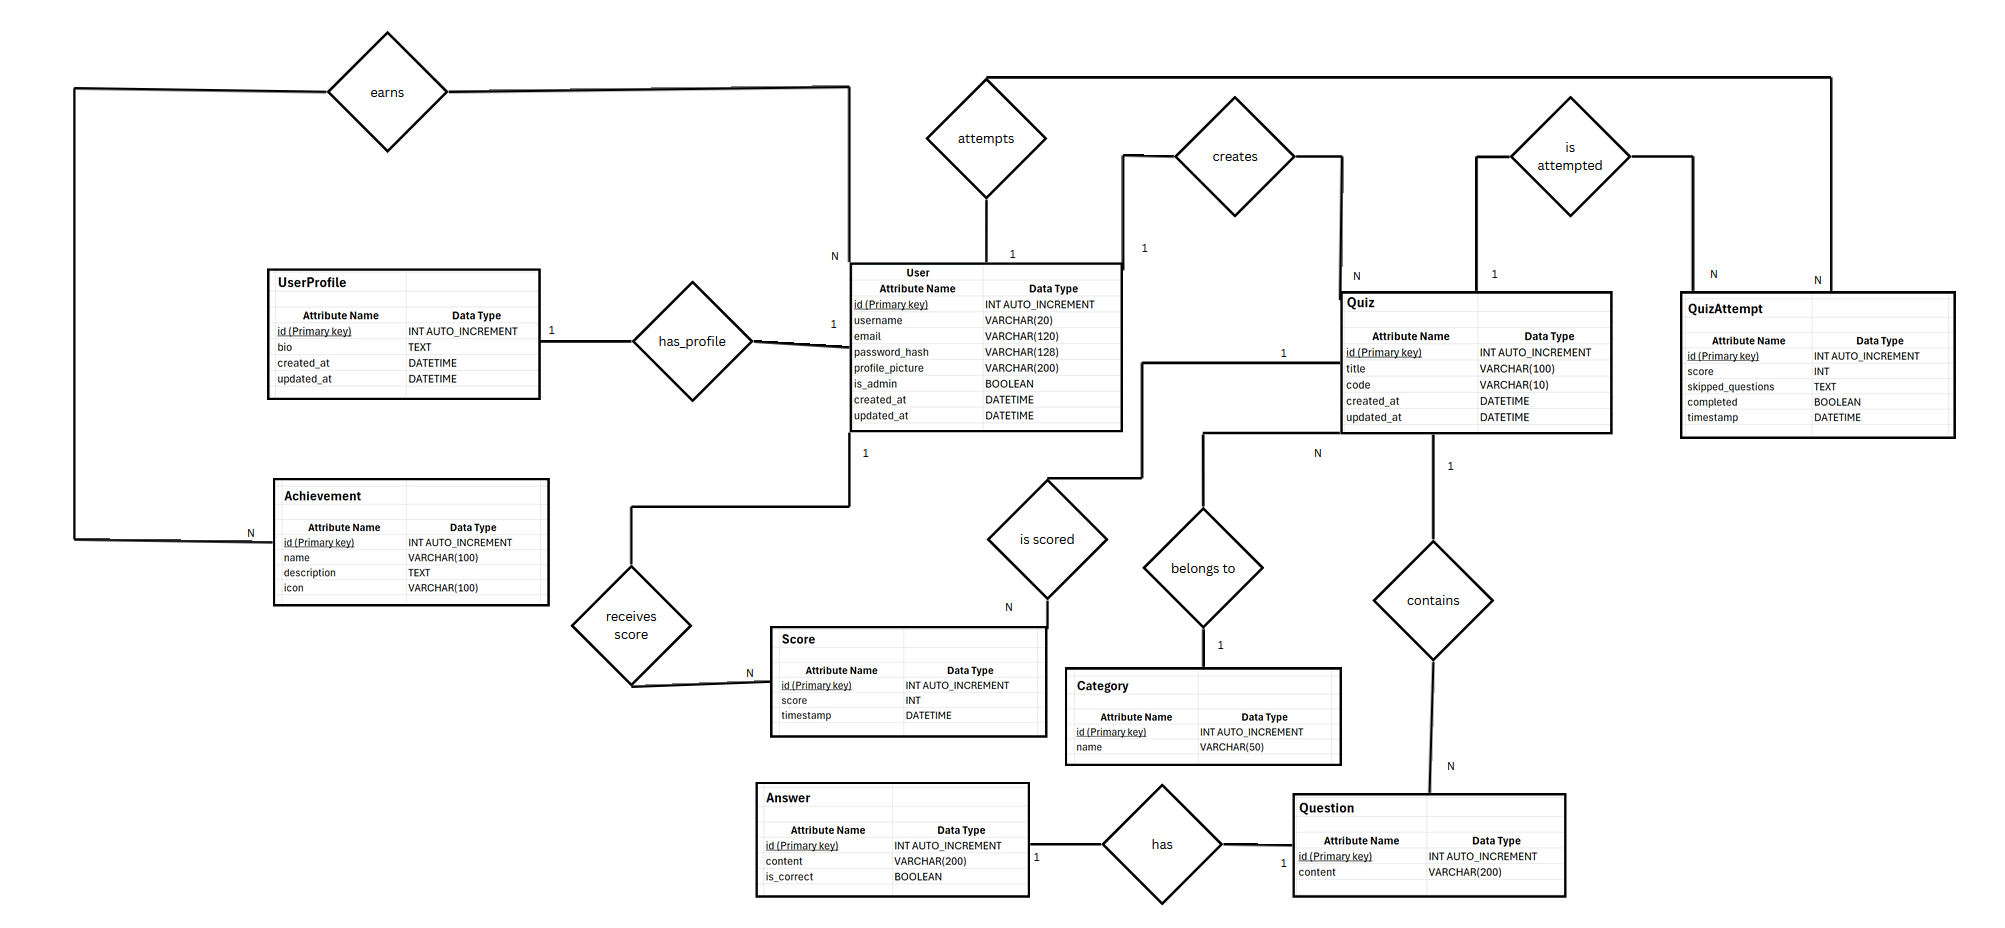 earns
attempts
creates
is
attempted
N
1
1
N
1
N
N
UserProfile
Attribute Name Data Type
id (Primary key) INT AUTO_INCREMENT
bio TEXT
created_at DATETIME
updated_at DATETIME
1
has_profile
1
User
Attribute Name Data Type
id (Primary key) INT AUTO_INCREMENT
username VARCHAR(20)
email VARCHAR(120)
password_hash VARCHAR(128)
profile_picture VARCHAR(200)
is_admin BOOLEAN
created_at DATETIME
updated_at DATETIME
Quiz
Attribute Name Data Type
id (Primary key) INT AUTO_INCREMENT
title VARCHAR(100)
code VARCHAR(10)
created_at DATETIME
updated_at DATETIME
QuizAttempt
Attribute Name Data Type
id (Primary key) INT AUTO_INCREMENT
score INT
skipped_questions TEXT
completed BOOLEAN
timestamp DATETIME
1
1
N
1
Achievement
Attribute Name Data Type
id (Primary key) INT AUTO_INCREMENT
name VARCHAR(100)
description TEXT
icon VARCHAR(100)
N
is scored
belongs to
contains
receives
score
N
N
1
Score
Attribute Name Data Type
id (Primary key) INT AUTO_INCREMENT
score INT
timestamp DATETIME
Category
Attribute Name Data Type
id (Primary key) INT AUTO_INCREMENT
name VARCHAR(50)
N
Answer
Attribute Name Data Type
id (Primary key) INT AUTO_INCREMENT
content VARCHAR(200)
is_correct BOOLEAN
1
has
1
Question
Attribute Name Data Type
id (Primary key) INT AUTO_INCREMENT
content VARCHAR(200)